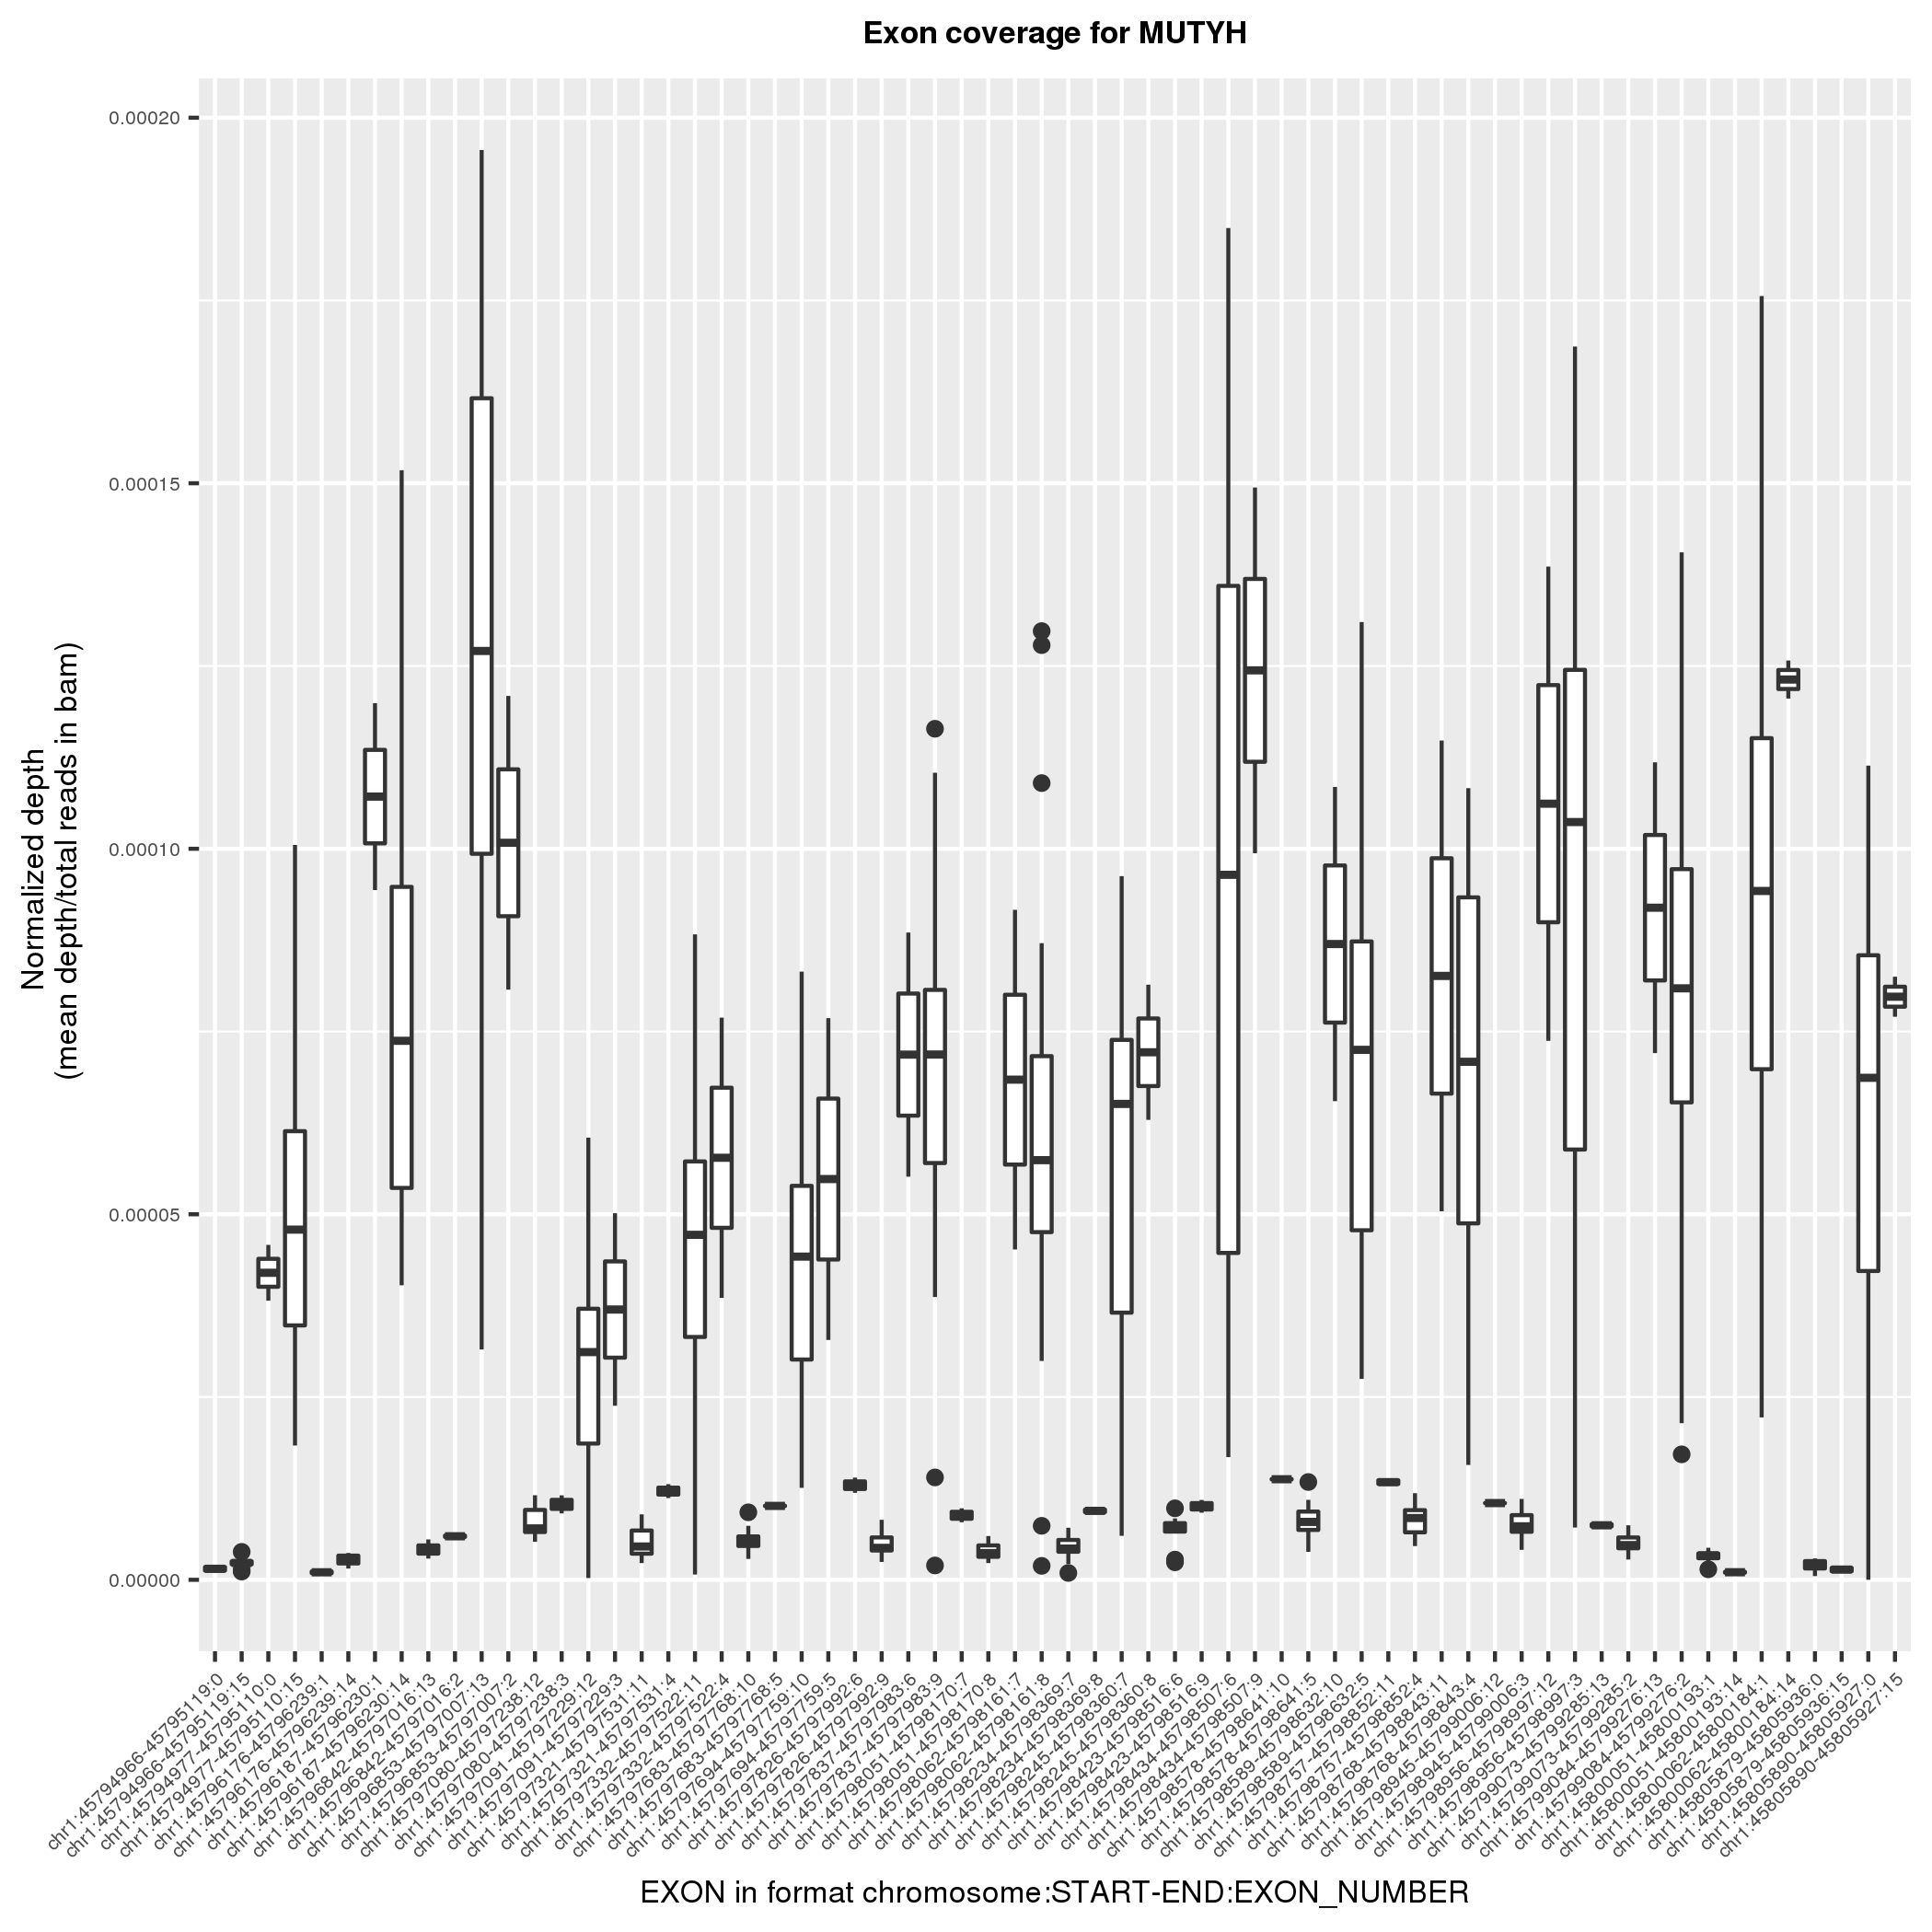 Exon coverage for MUTYH
Normalized depth
(mean depth/total reads in bam)
0.00020
0.00015
0.00010
0.00005
0.00000
chr1:45794966-45795119:0
chr1:45794966-45795119:15
chr1:45794977-45795110:0
chr1:45794977-45795110:15
chr1:45796176-45796239:1
chr1:45796176-45796239:14
chr1:45796187-45796230:1
chr1:45796187-45796230:14
chr1:45796842-45797016:13
chr1:45796842-45797016:2
chr1:45796853-45797007:13
chr1:45796853-45797007:2
chr1:45797080-45797238:12
chr1:45797080-45797238:3
chr1:45797091-45797229:12
chr1:45797091-45797229:3
chr1:45797321-45797531:11
chr1:45797321-45797531:4
chr1:45797332-45797522:11
chr1:45797332-45797522:4
chr1:45797683-45797768:10
chr1:45797683-45797768:5
chr1:45797694-45797759:10
chr1:45797694-45797759:5
chr1:45797826-45797992:6
chr1:45797826-45797992:9
chr1:45797837-45797983:6
chr1:45797837-45797983:9
chr1:45798051-45798170:7
chr1:45798051-45798170:8
chr1:45798062-45798161:7
chr1:45798062-45798161:8
chr1:45798234-45798369:7
chr1:45798234-45798369:8
chr1:45798245-45798360:7
chr1:45798245-45798360:8
chr1:45798423-45798516:6
chr1:45798423-45798516:9
chr1:45798434-45798507:6
chr1:45798434-45798507:9
chr1:45798578-45798641:10
chr1:45798578-45798641:5
chr1:45798589-45798632:10
chr1:45798589-45798632:5
chr1:45798757-45798852:11
chr1:45798757-45798852:4
chr1:45798768-45798843:11
chr1:45798768-45798843:4
chr1:45798945-45799006:12
chr1:45798945-45799006:3
chr1:45798956-45798997:12
chr1:45798956-45798997:3
chr1:45799073-45799285:13
chr1:45799073-45799285:2
chr1:45799084-45799276:13
chr1:45799084-45799276:2
chr1:45800051-45800193:1
chr1:45800051-45800193:14
chr1:45800062-45800184:1
chr1:45800062-45800184:14
chr1:45805879-45805936:0
chr1:45805879-45805936:15
chr1:45805890-45805927:0
chr1:45805890-45805927:15
EXON in format chromosome:START-END:EXON_NUMBER